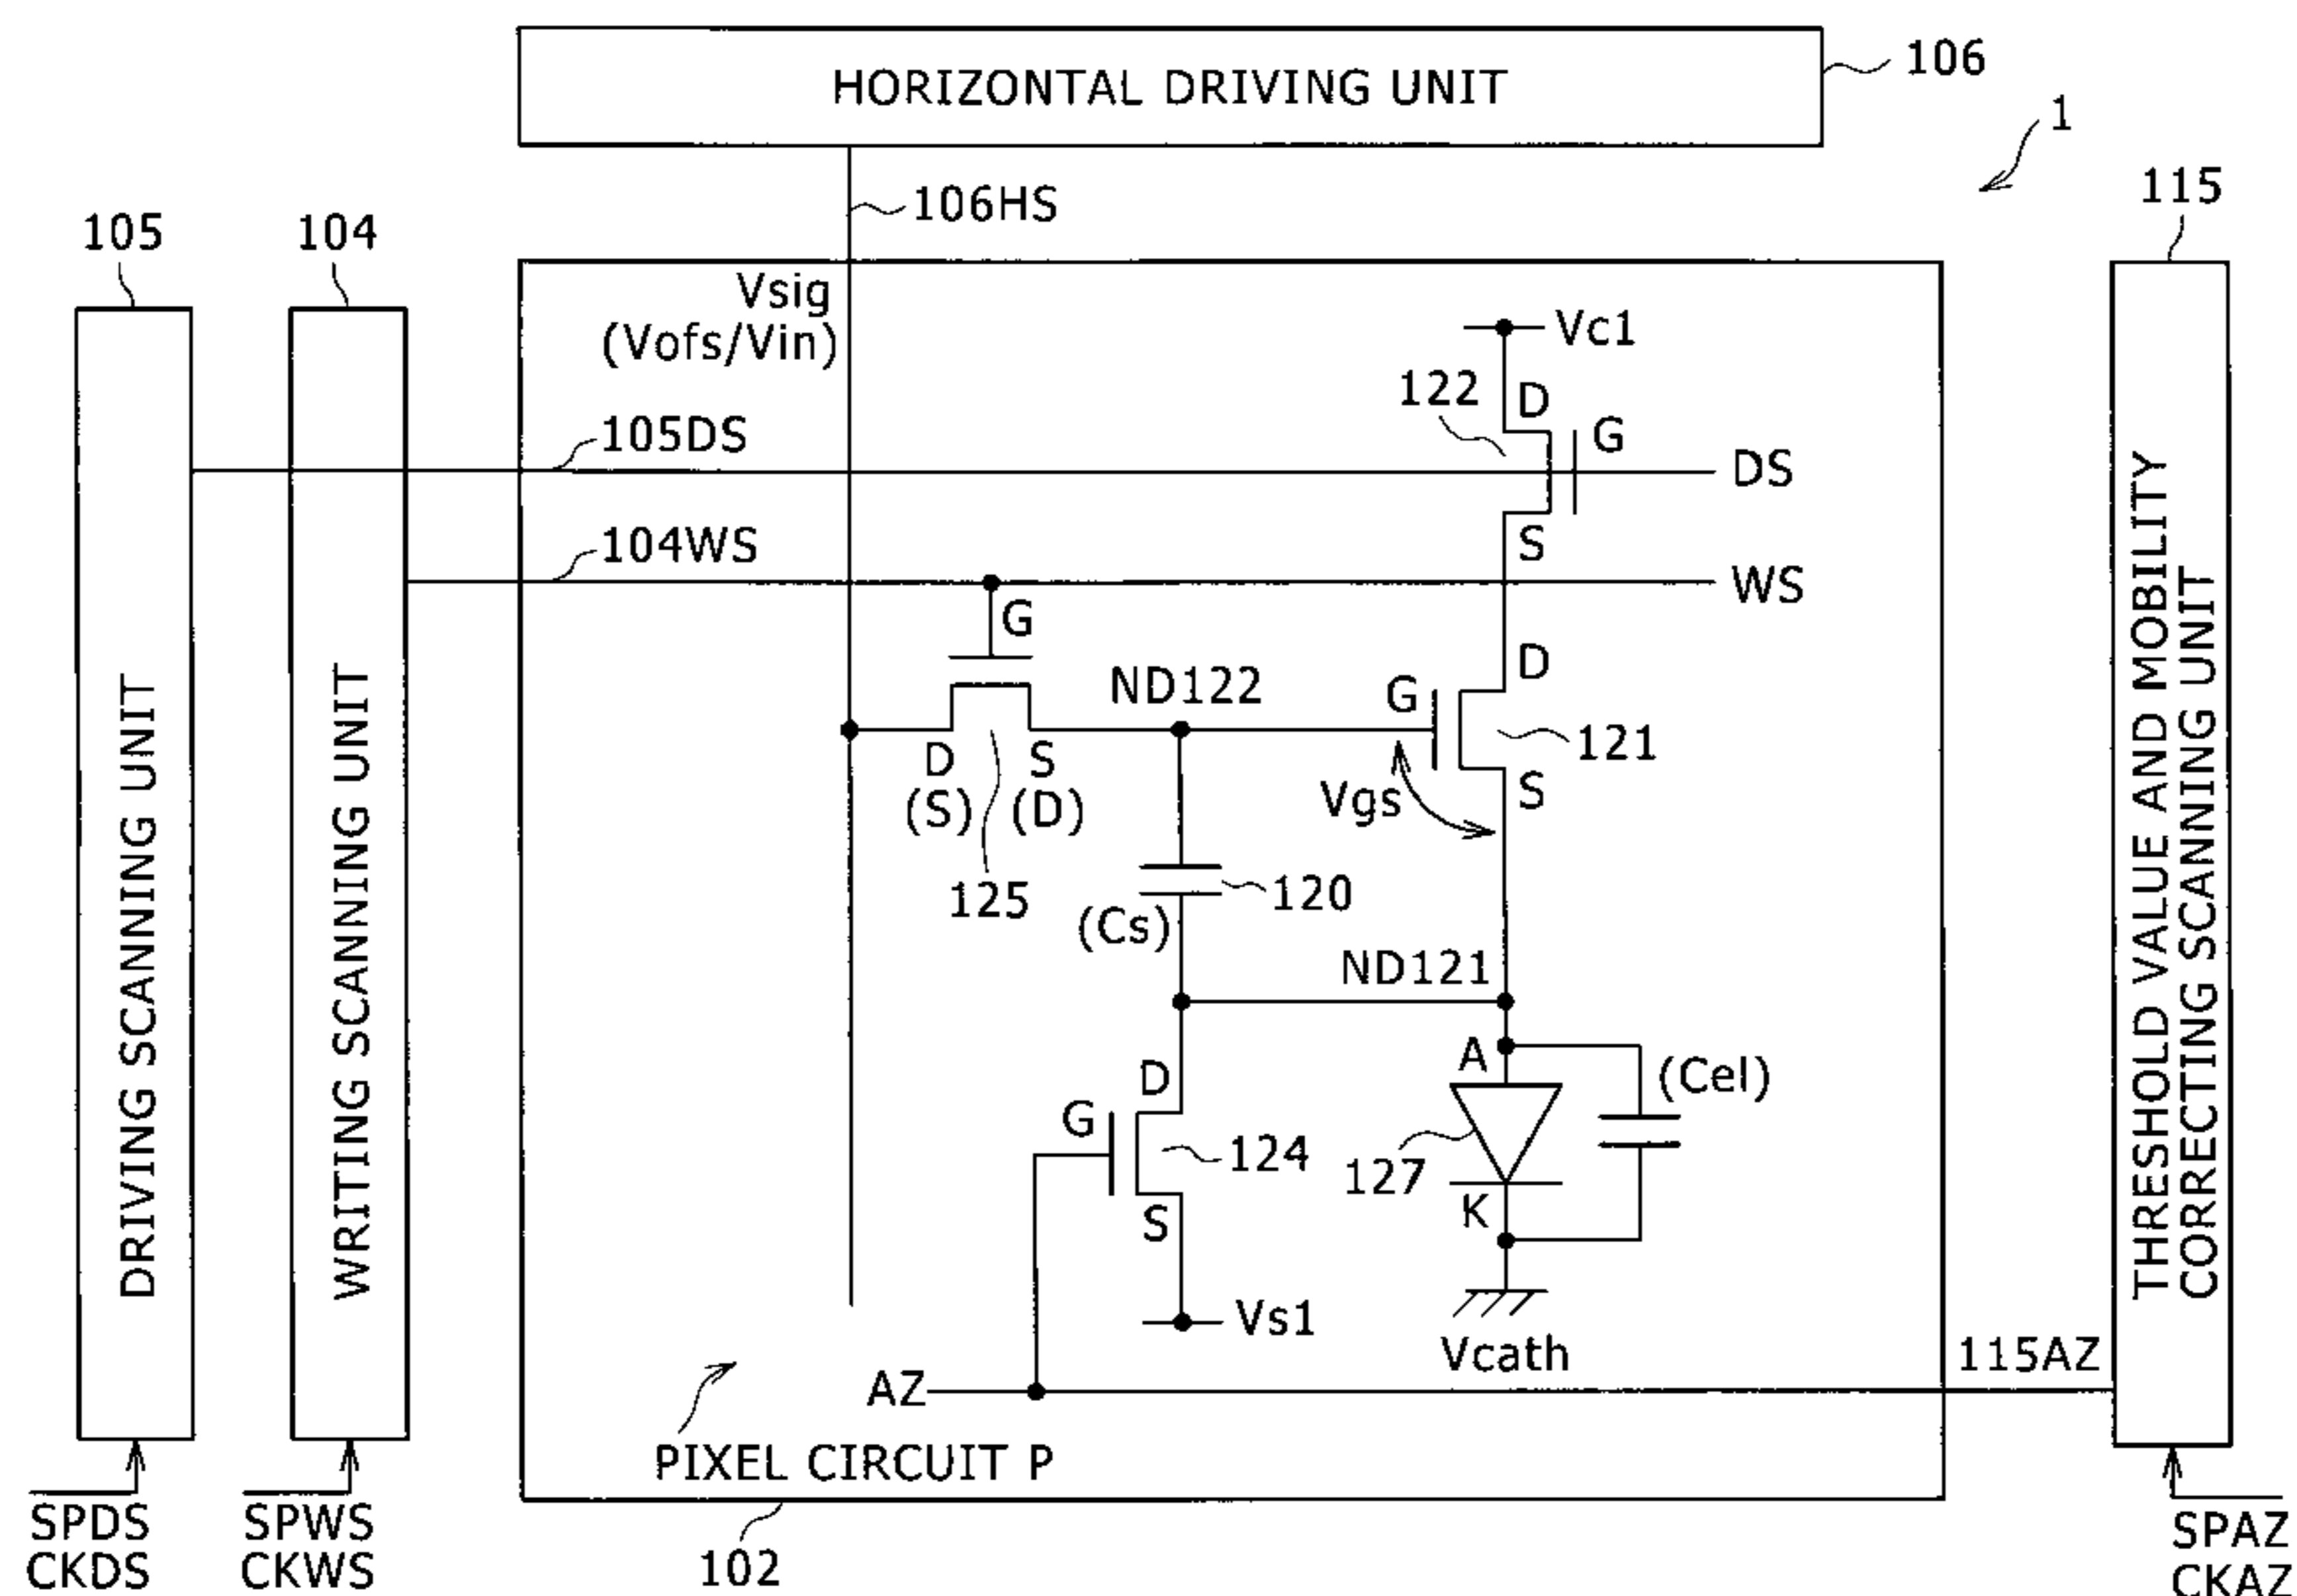 HORIZONTAL DRIVING UNIT
106
1
106HS
115
105
104
Vsig
(Vofs/Vin)
Vc1
122
D
G
105DS
DS
S
104WS
WS
G
D
ND122
G
121
D
S
(S)
(D)
Vgs
S
125
120
(Cs)
ND121
A
(Cel)
D
G
124
127
K
S
Vs1
Vcath
115AZ
AZ
PIXEL CIRCUIT P
102
DRIVING SCANNING UNIT
WRITING SCANNING UNIT
THRESHOLD VALUE AND MOBILITY
CORRECTING SCANNING UNIT
SPDS
CKDS
SPWS
CKWS
SPAZ
CKAZ